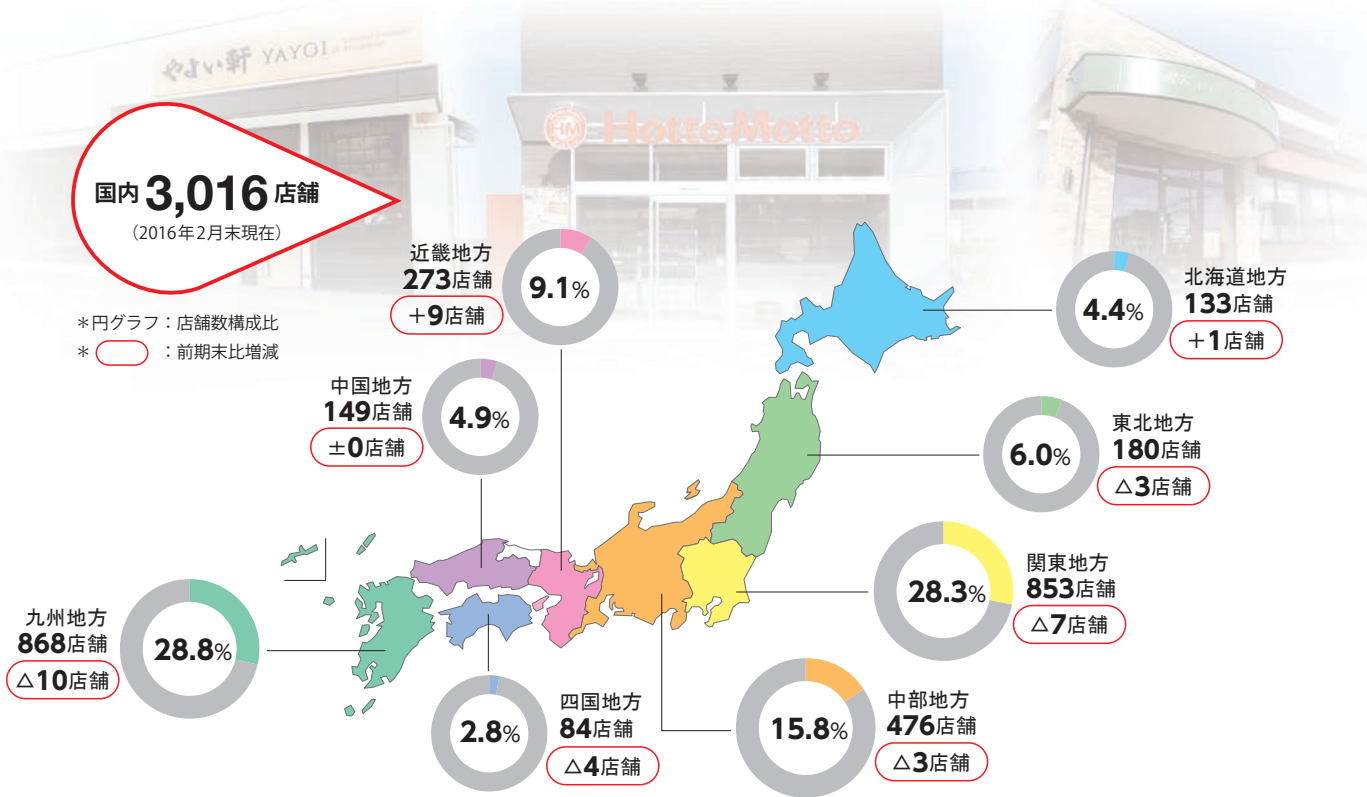 やよい軒 YAYOI
HM HottoMotto
国内 3,016 店舗
(2016年2月末現在)
＊円グラフ：店舗数構成比
＊ ：前期末比増減
近畿地方
273店舗
+9店舗
9.1%
北海道地方
133店舗
+1店舗
4.4%
中国地方
149店舗
±0店舗
4.9%
東北地方
180店舗
△3店舗
6.0%
関東地方
853店舗
△7店舗
28.3%
九州地方
868店舗
△10店舗
28.8%
四国地方
84店舗
△4店舗
2.8%
中部地方
476店舗
△3店舗
15.8%